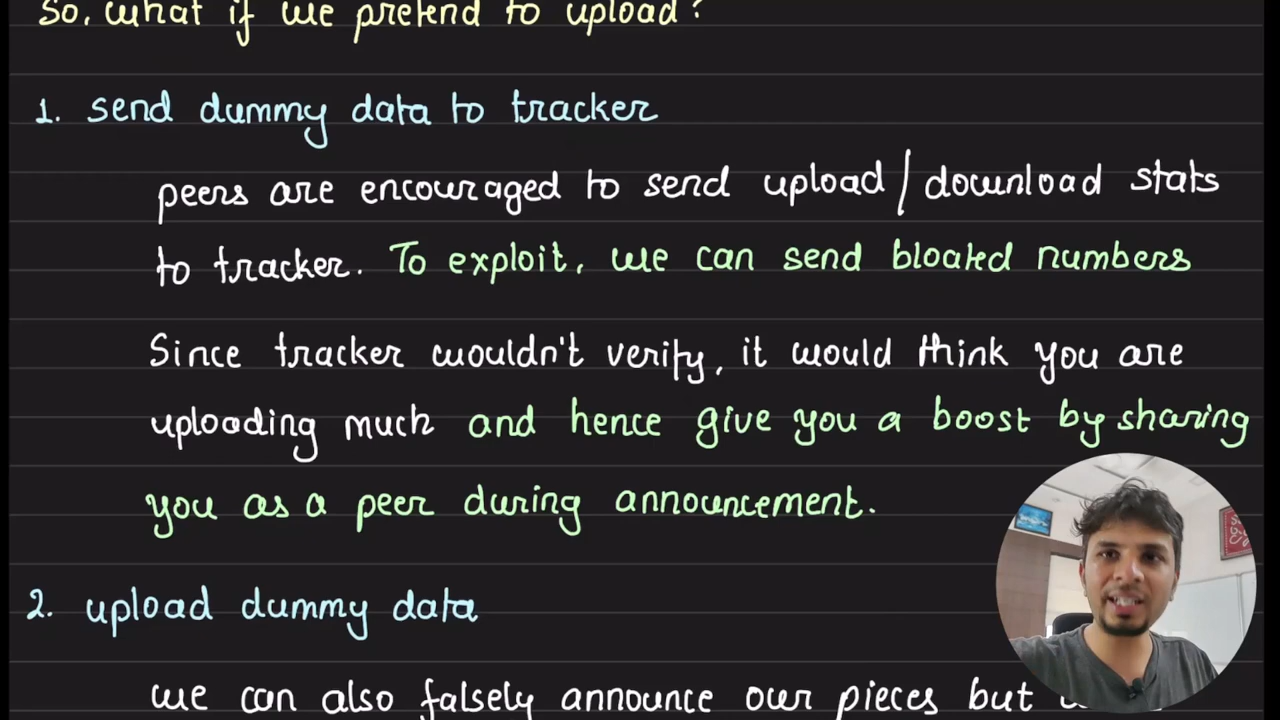 So, what if we pretend to upload?
1. send dummy data to tracker
peers are encouraged to send upload / download stats
to tracker. To exploit, we can send bloated numbers
Since tracker wouldn't verify, it would think you are
uploading much and hence give you a boost by sharing
you as a peer during announcement.
2. upload dummy data
we can also falsely announce our pieces but